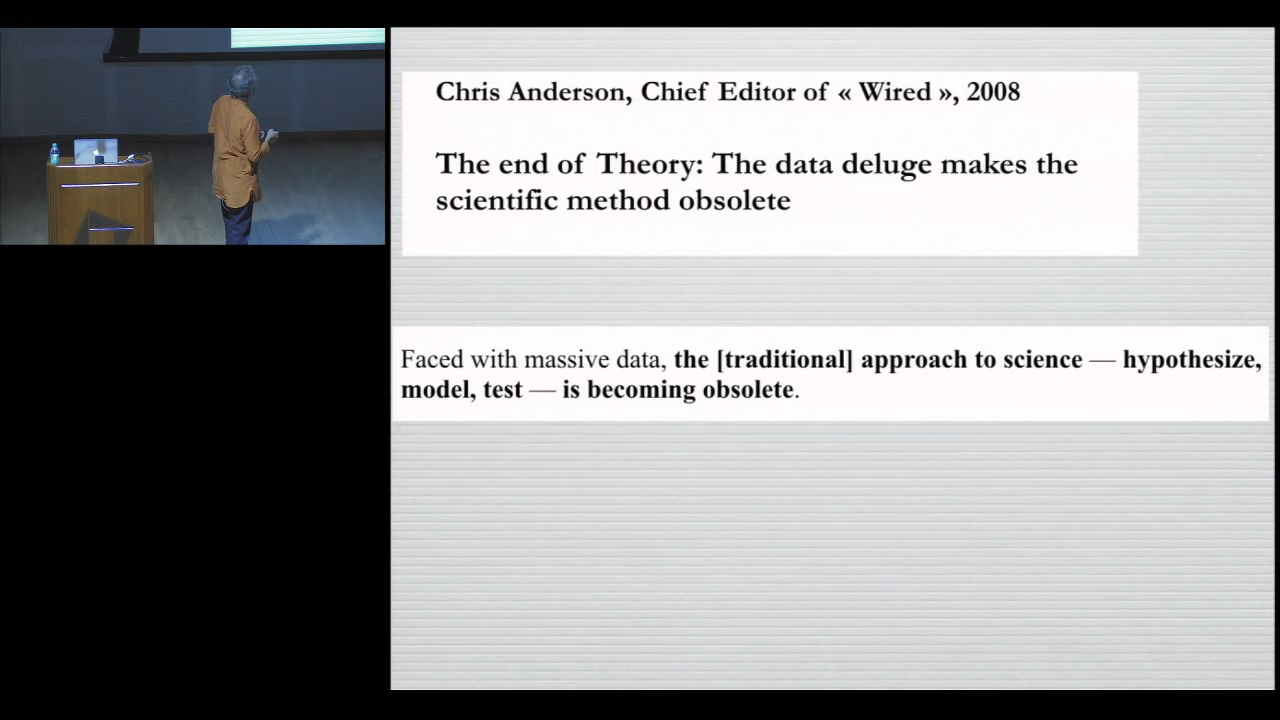 Chris Anderson, Chief Editor of « Wired », 2008
The end of Theory: The data deluge makes the
scientific method obsolete
Faced with massive data, the [traditional] approach to science — hypothesize,
model, test — is becoming obsolete.